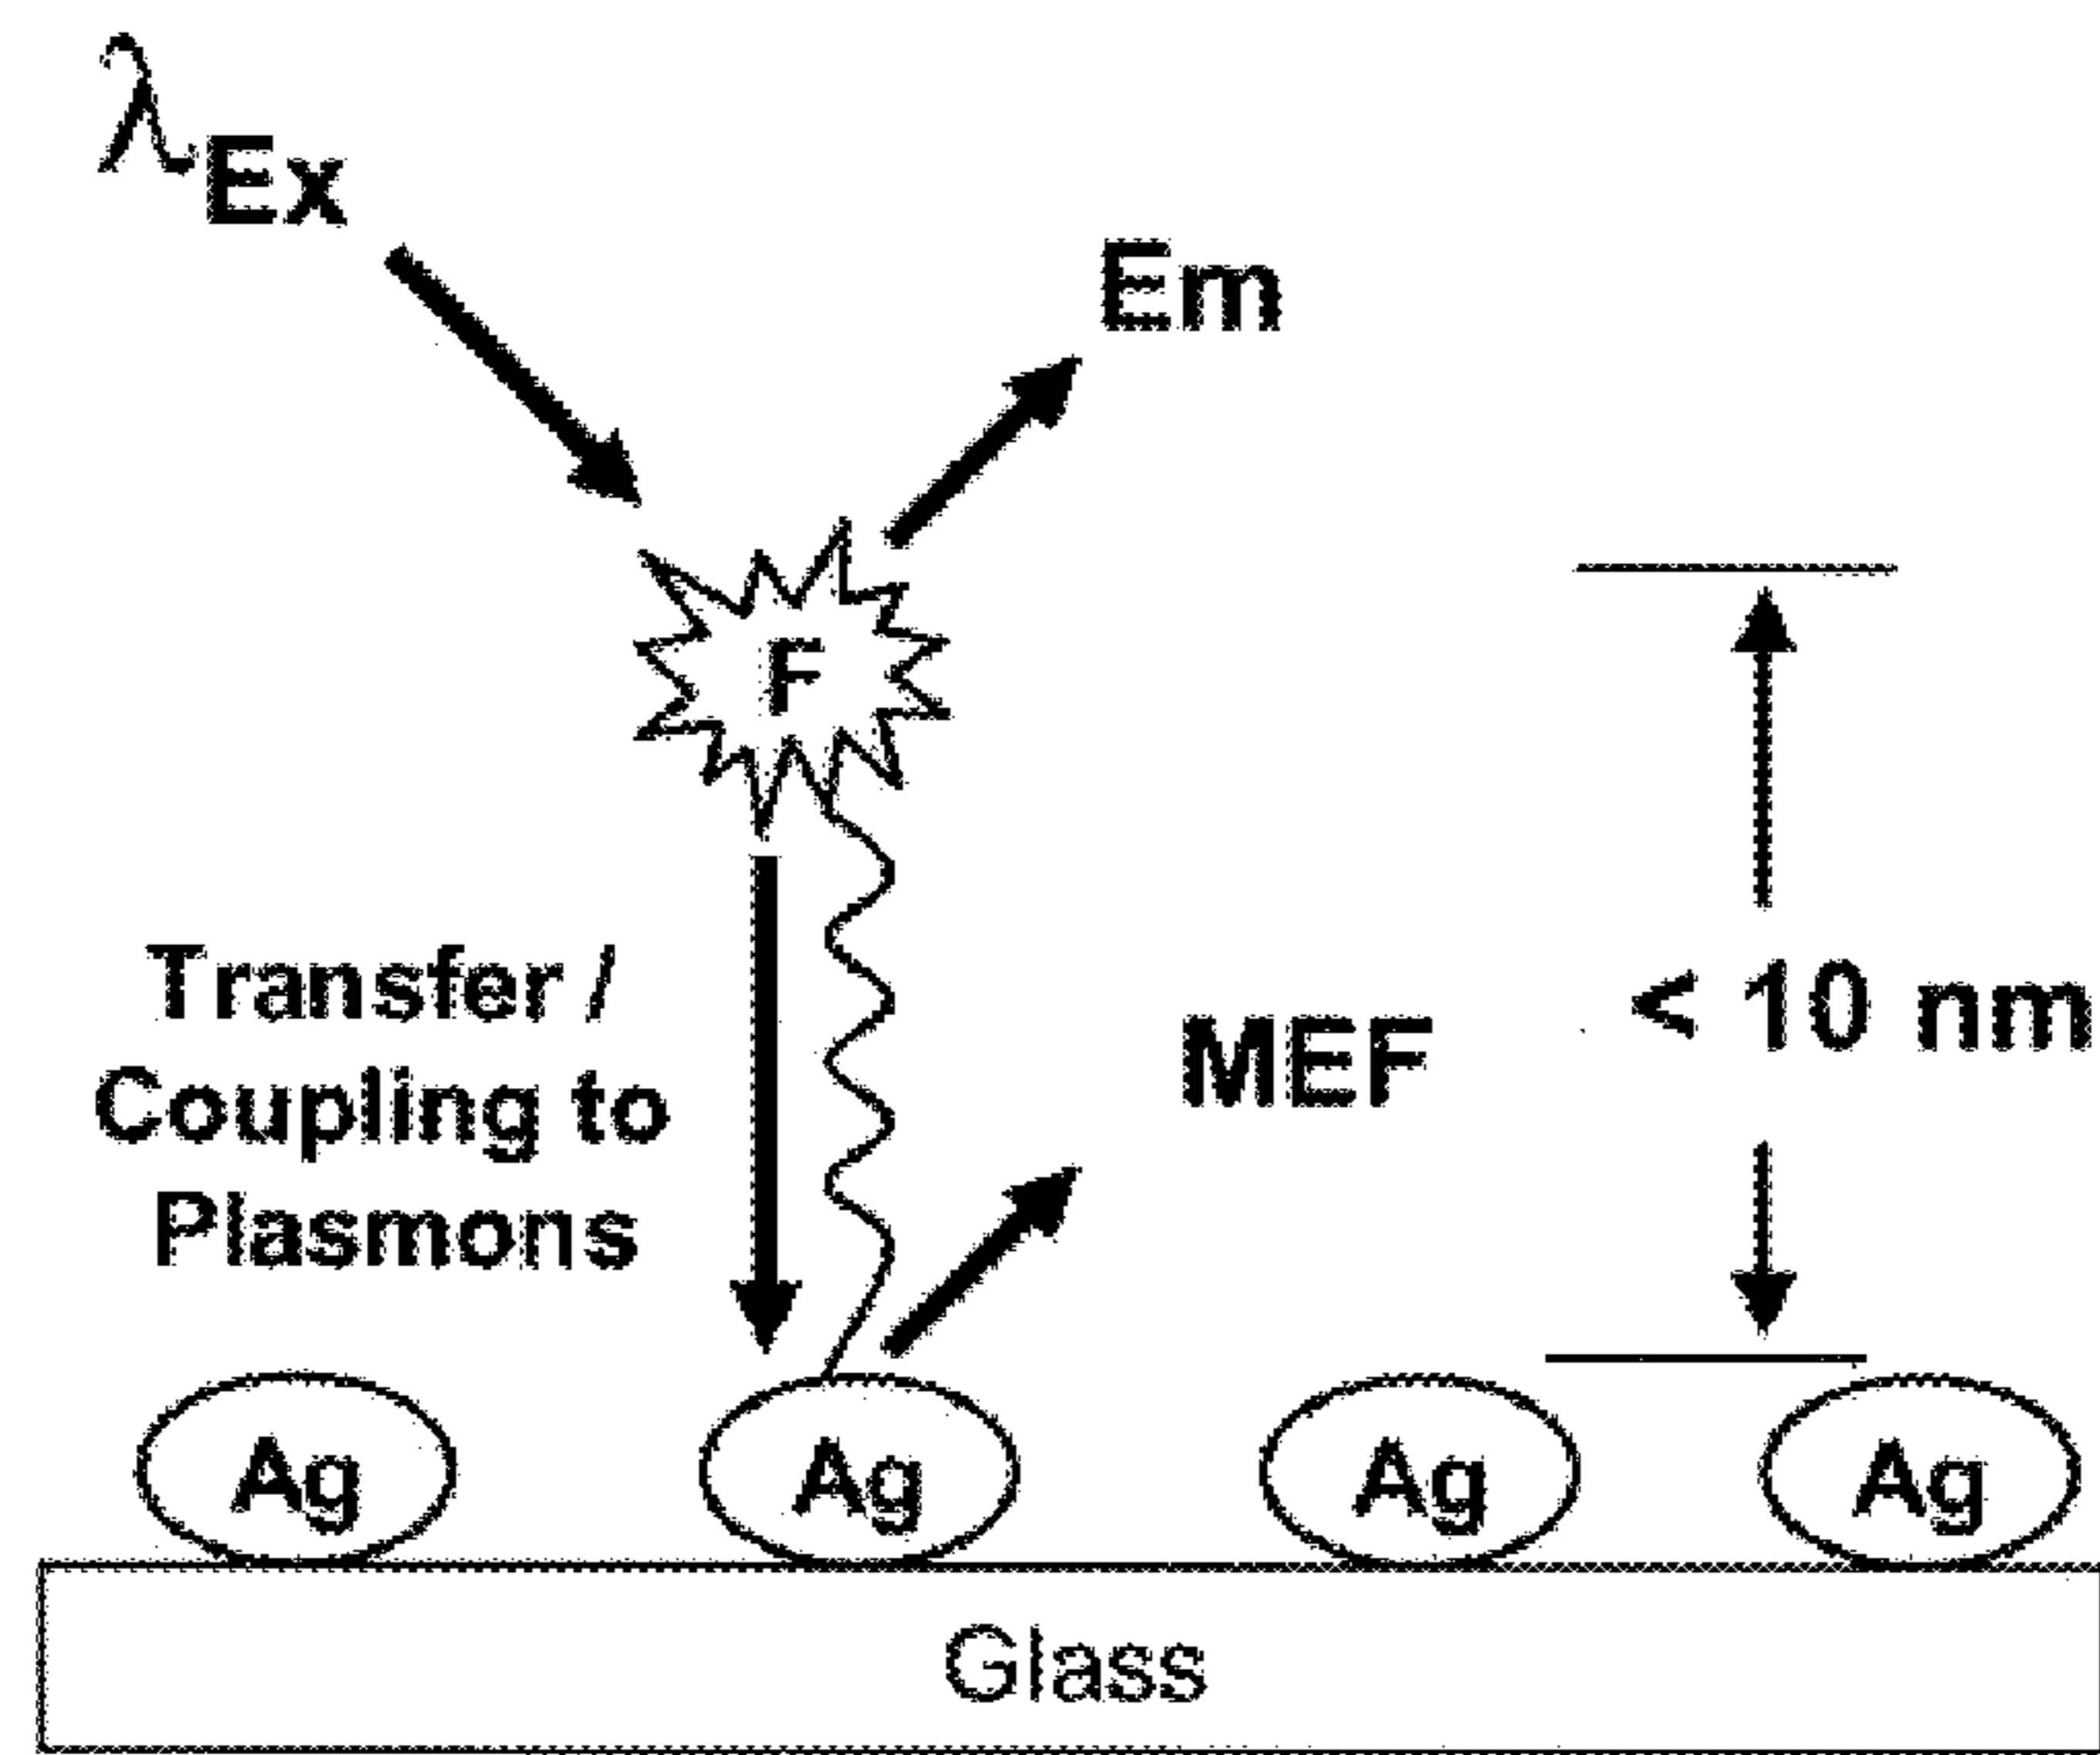 λEx
Em
F
Transfer /
Coupling to
Plasmons
MEF
< 10 nm
Ag Ag Ag Ag
Glass